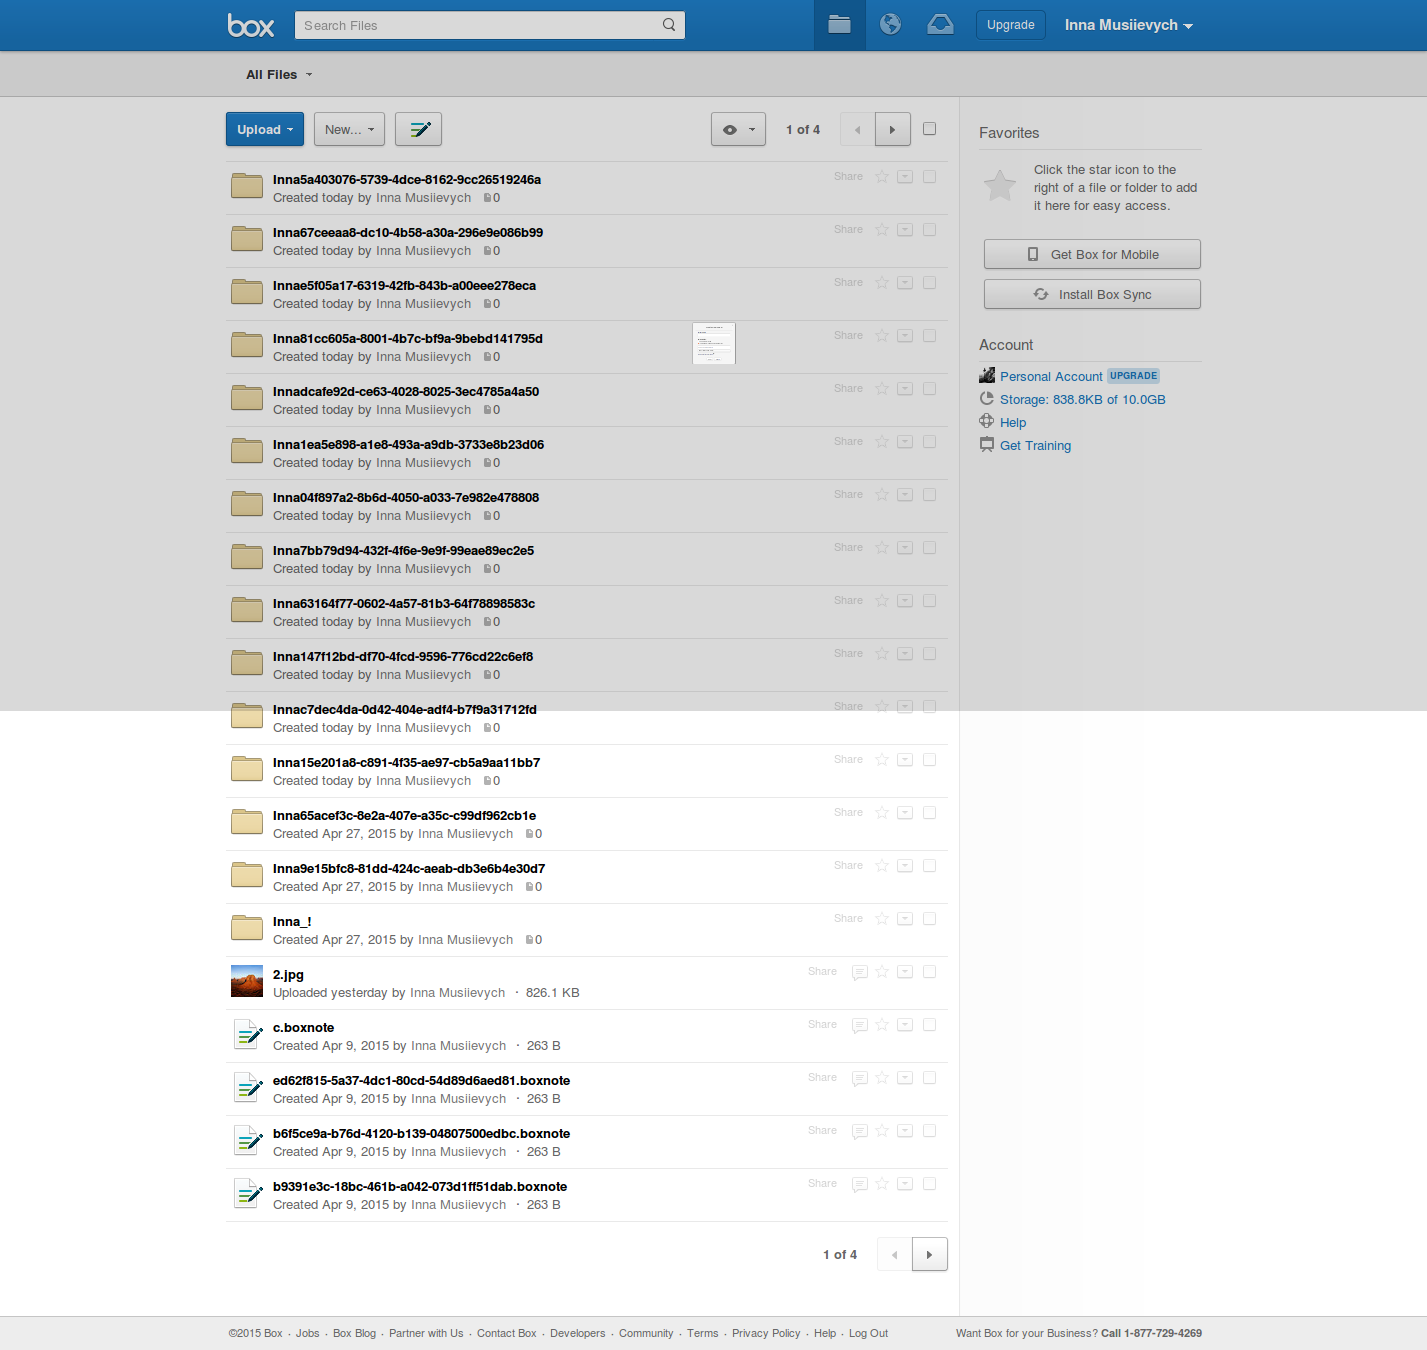 box
Search Files
Upgrade
Inna Musiievych
All Files
Upload
New...
1 of 4
Inna5a403076-5739-4dce-8162-9cc26519246a
Share
Created today by Inna Musiievych 0
Inna67ceeaa8-dc10-4b58-a30a-296e9e086b99
Share
Created today by Inna Musiievych 0
Innae5f05a17-6319-42fb-843b-a00eee278eca
Share
Created today by Inna Musiievych 0
Inna81cc605a-8001-4b7c-bf9a-9bebd141795d
Share
Created today by Inna Musiievych 0
Innadcafe92d-ce63-4028-8025-3ec4785a4a50
Share
Created today by Inna Musiievych 0
Inna1ea5e898-a1e8-493a-a9db-3733e8b23d06
Share
Created today by Inna Musiievych 0
Inna04f897a2-8b6d-4050-a033-7e982e478808
Share
Created today by Inna Musiievych 0
Inna7bb79d94-432f-4f6e-9e9f-99eae89ec2e5
Share
Created today by Inna Musiievych 0
Inna63164f77-0602-4a57-81b3-64f78898583c
Share
Created today by Inna Musiievych 0
Inna147f12bd-df70-4fcd-9596-776cd22c6ef8
Share
Created today by Inna Musiievych 0
Innac7dec4da-0d42-404e-adf4-b7f9a31712fd
Share
Created today by Inna Musiievych 0
Inna15e201a8-c891-4f35-ae97-cb5a9aa11bb7
Share
Created today by Inna Musiievych 0
Inna65acef3c-8e2a-407e-a35c-c99df962cb1e
Share
Created Apr 27, 2015 by Inna Musiievych 0
Inna9e15bfc8-81dd-424c-aeab-db3e6b4e30d7
Share
Created Apr 27, 2015 by Inna Musiievych 0
Inna_!
Share
Created Apr 27, 2015 by Inna Musiievych 0
2.jpg
Share
Uploaded yesterday by Inna Musiievych · 826.1 KB
c.boxnote
Share
Created Apr 9, 2015 by Inna Musiievych · 263 B
ed62f815-5a37-4dc1-80cd-54d89d6aed81.boxnote
Share
Created Apr 9, 2015 by Inna Musiievych · 263 B
b6f5ce9a-b76d-4120-b139-04807500edbc.boxnote
Share
Created Apr 9, 2015 by Inna Musiievych · 263 B
b9391e3c-18bc-461b-a042-073d1ff51dab.boxnote
Share
Created Apr 9, 2015 by Inna Musiievych · 263 B
1 of 4
Favorites
Click the star icon to the
right of a file or folder to add
it here for easy access.
Get Box for Mobile
Install Box Sync
Account
Personal Account UPGRADE
Storage: 838.8KB of 10.0GB
Help
Get Training
©2015 Box · Jobs · Box Blog · Partner with Us · Contact Box · Developers · Community · Terms · Privacy Policy · Help · Log Out
Want Box for your Business? Call 1-877-729-4269